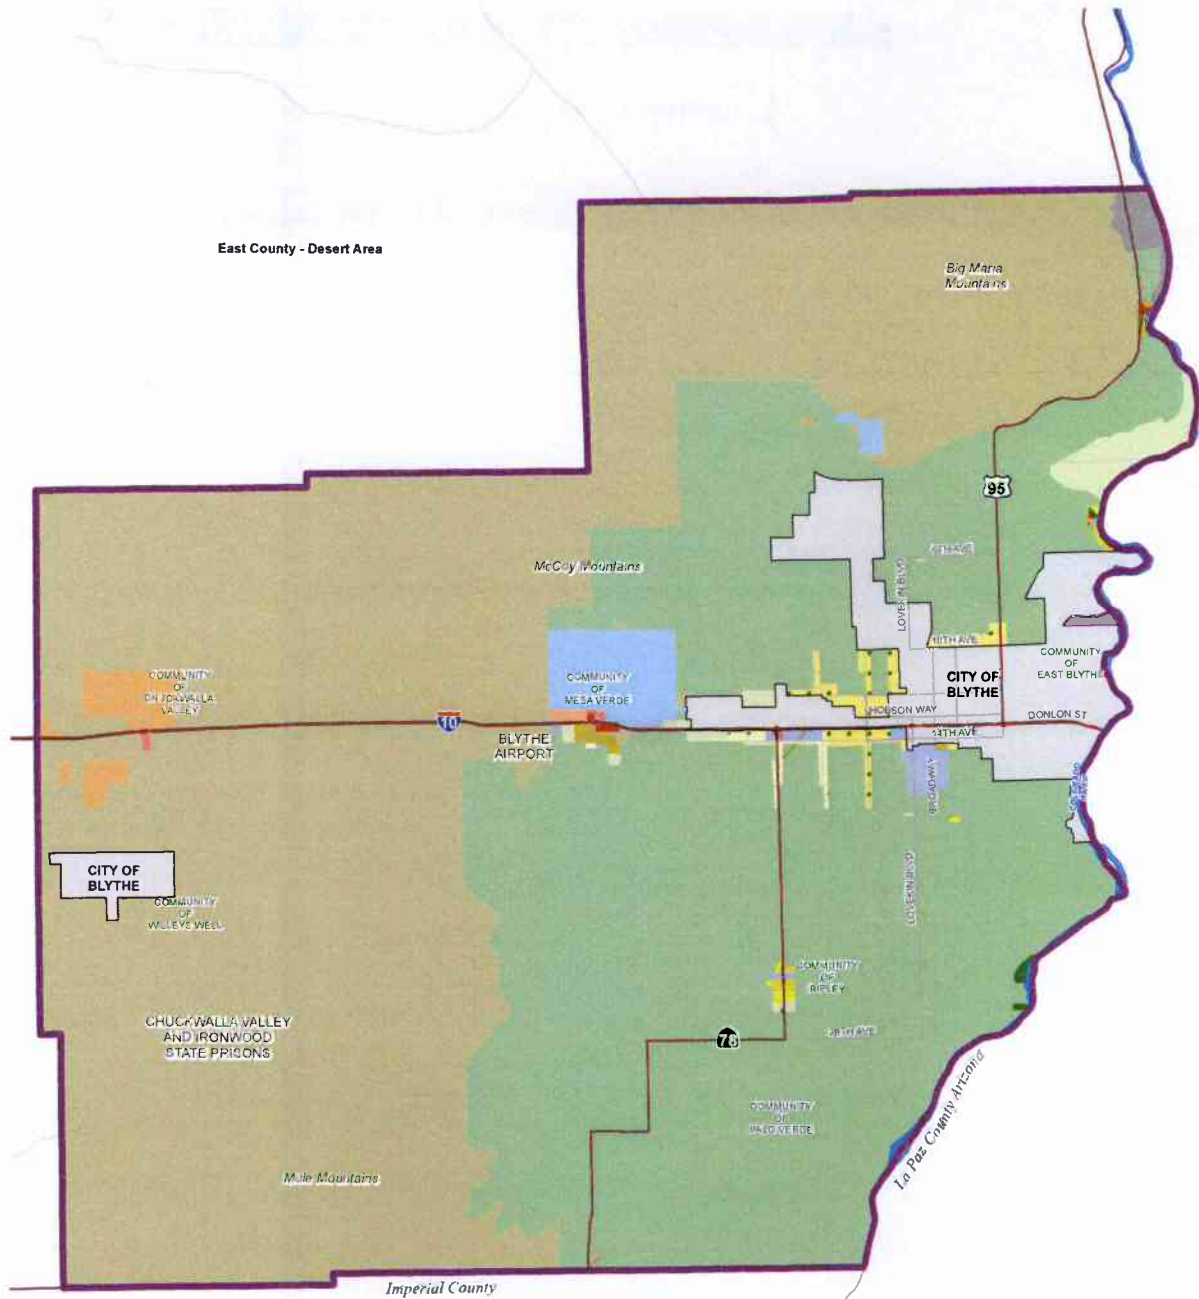 East County - Desert Area
Big Maria
Mountains
95
McCoy Mountains
LOVEKIN BLVD
10TH AVE
COMMUNITY
OF
EAST BLYTHE
COMMUNITY
OF
CHUCKWALLA
VALLEY
COMMUNITY
OF
MESA VERDE
CITY OF
BLYTHE
HOBSON WAY
DONLON ST
10
14TH AVE
BLYTHE
AIRPORT
BROADWAY
CITY OF
BLYTHE
COMMUNITY
OF
WILEYS WELL
LOVEKIN BLVD
COMMUNITY
OF
RIPLEY
CHUCKWALLA VALLEY
AND IRONWOOD
STATE PRISONS
78
28TH AVE
COMMUNITY
OF
PALO VERDE
La Paz County Arizona
Mule Mountains
Imperial County